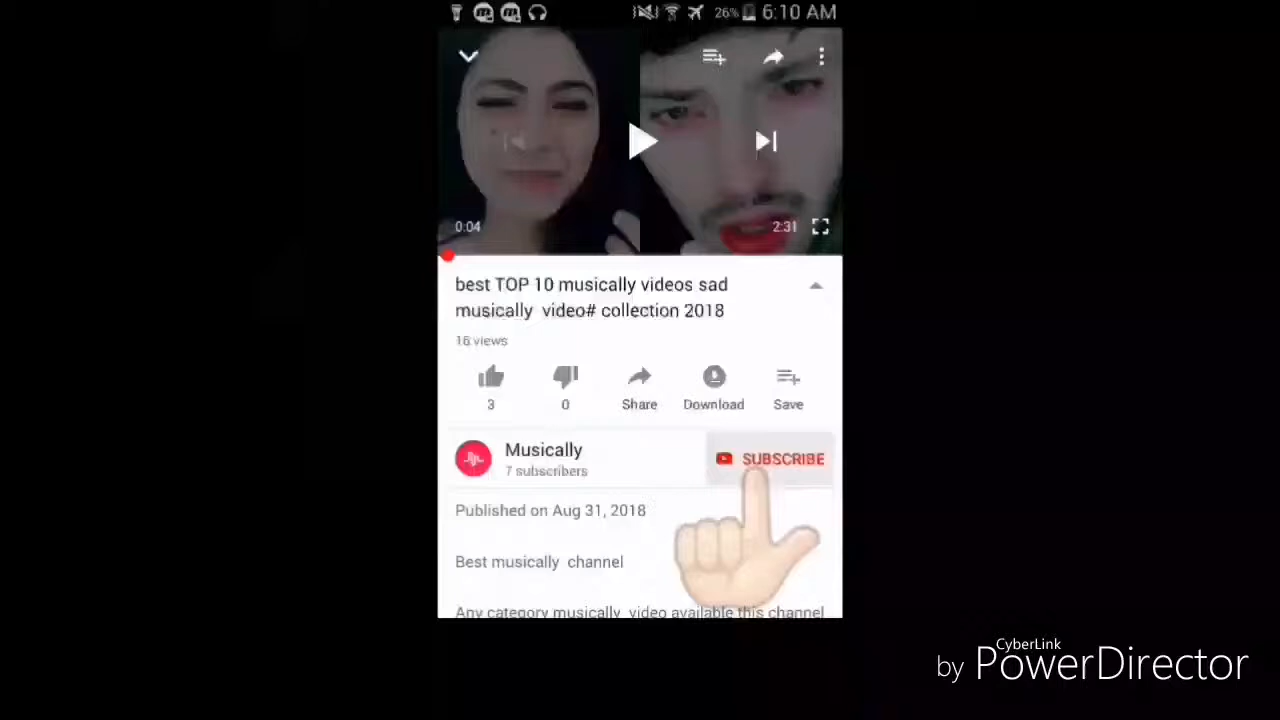 26% 6:10 AM
0:04 2:31
best TOP 10 musically videos sad
musically video# collection 2018
16 views
3 0 Share Download Save
Musically
7 subscribers
SUBSCRIBE
Published on Aug 31, 2018
Best musically channel
Any category musically video available this channel
CyberLink
by PowerDirector